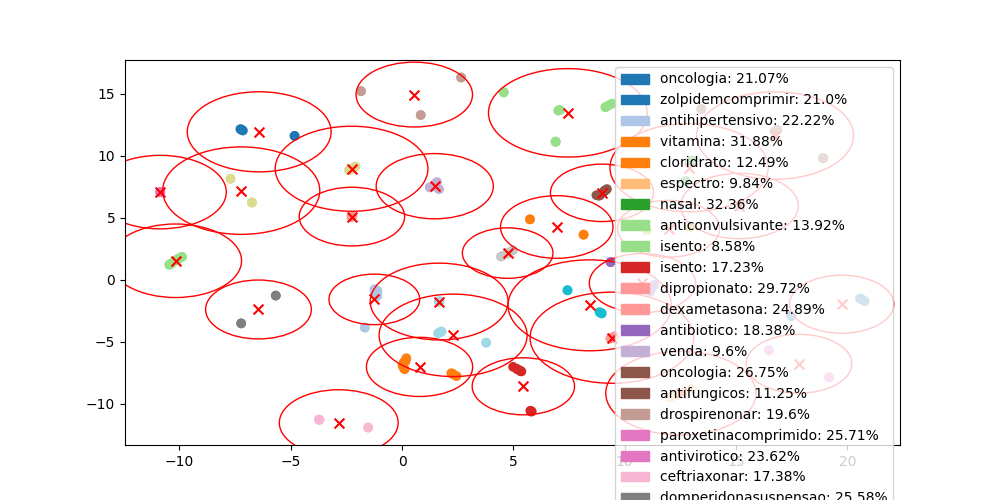 15
10
5
0
−5
−10
−10
−5
0
5
10
15
20
oncologia: 21.07%
zolpidemcomprimir: 21.0%
antihipertensivo: 22.22%
vitamina: 31.88%
cloridrato: 12.49%
espectro: 9.84%
nasal: 32.36%
anticonvulsivante: 13.92%
isento: 8.58%
isento: 17.23%
dipropionato: 29.72%
dexametasona: 24.89%
antibiotico: 18.38%
venda: 9.6%
oncologia: 26.75%
antifungicos: 11.25%
drospirenonar: 19.6%
paroxetinacomprimido: 25.71%
antivirotico: 23.62%
ceftriaxonar: 17.38%
domperidonasuspensao: 25.58%